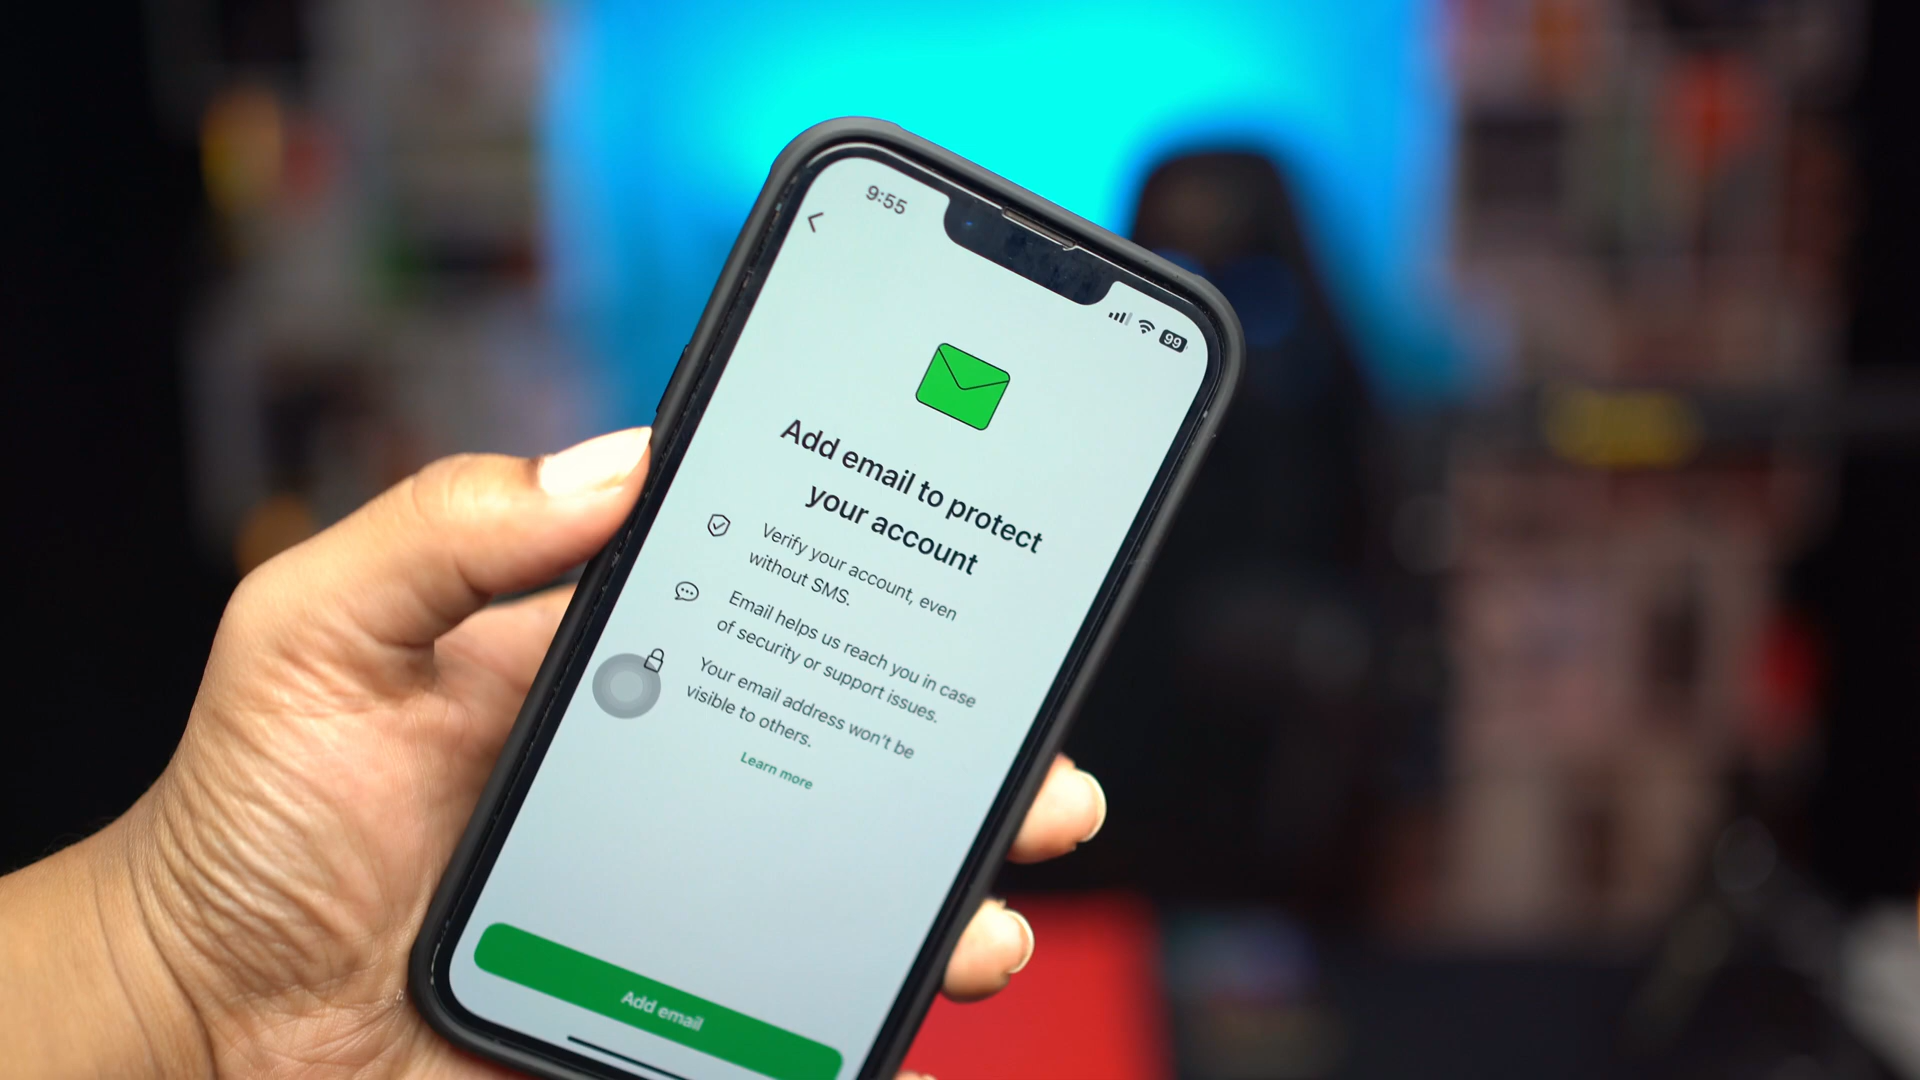 9:55
99
Add email to protect
your account
Verify your account, even
without SMS.
Email helps us reach you in case
of security or support issues.
Your email address won't be
visible to others.
Learn more
Add email